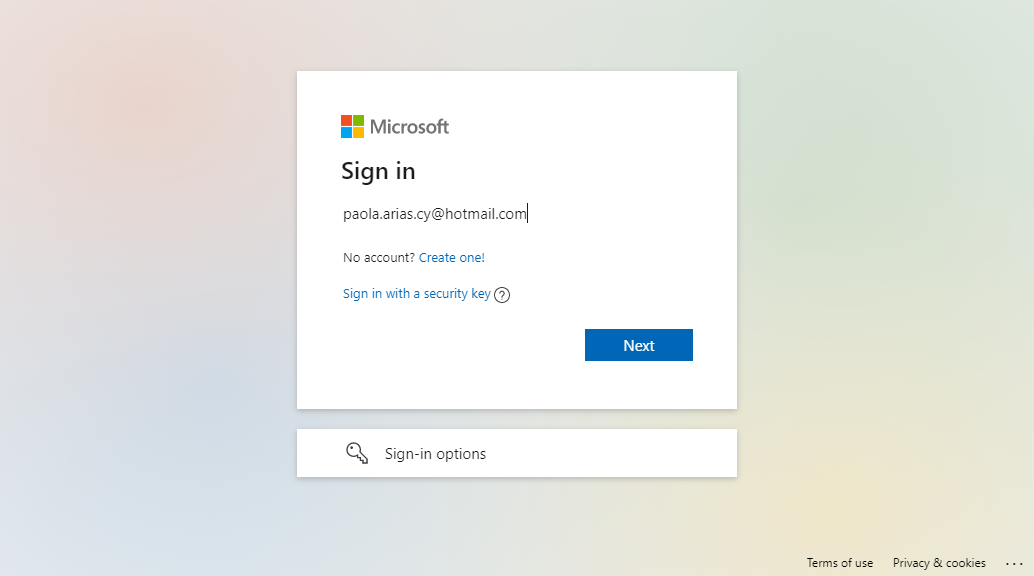 Microsoft
Sign in
paola.arias.cy@hotmail.com
No account? Create one!
Sign in with a security key ?
Next
Sign-in options
Terms of use Privacy & cookies ...